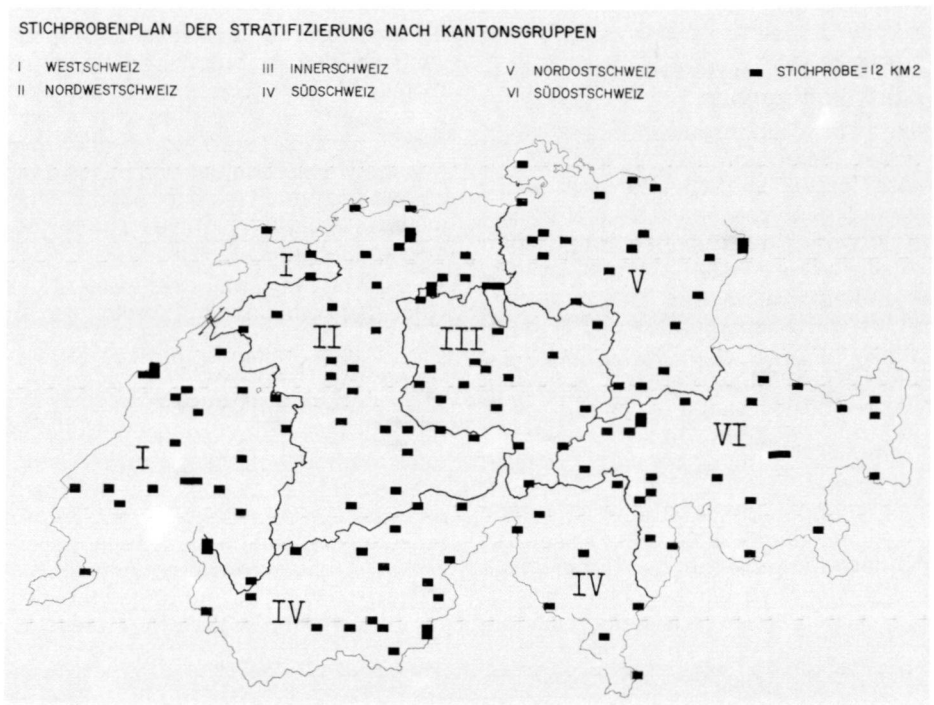 STICHPROBENPLAN DER STRATIFIZIERUNG NACH KANTONSGRUPPEN
I WESTSCHWEIZ
II NORDWESTSCHWEIZ
III INNERSCHWEIZ
IV SÜDSCHWEIZ
V NORDOSTSCHWEIZ
VI SÜDOSTSCHWEIZ
STICHPROBE=12 KM2
I
V
II
III
VI
I
IV
IV